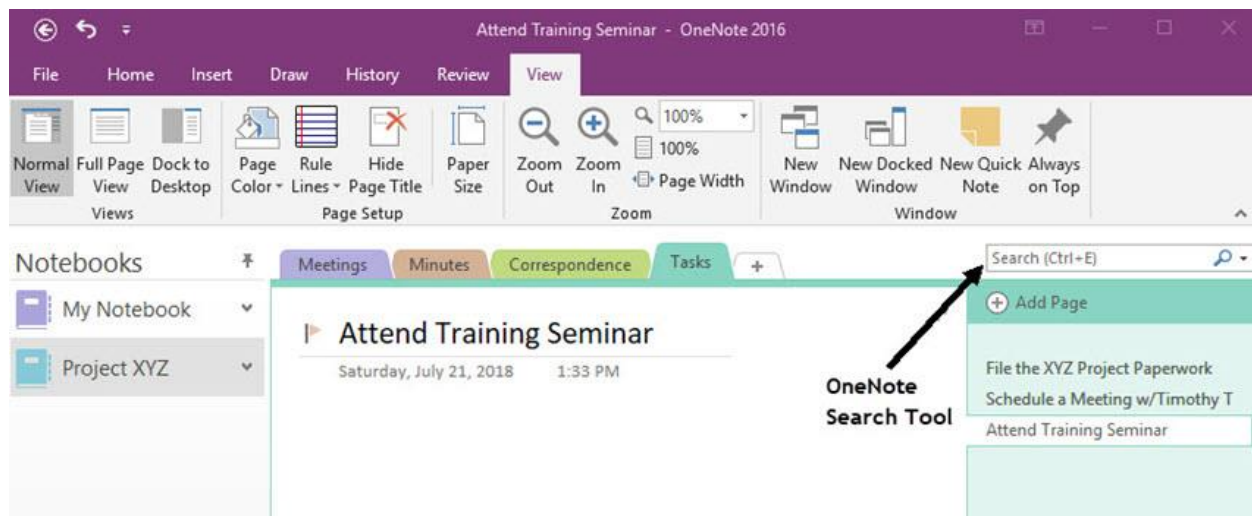 Attend Training Seminar - OneNote 2016
File Home Insert Draw History Review View
Normal View
Full Page View
Dock to Desktop
Views
Page Color
Rule Lines
Hide Page Title
Paper Size
Page Setup
Zoom Out
Zoom In
100%
100%
Page Width
Zoom
New Window
New Docked Window
New Quick Note
Always on Top
Window
Notebooks
My Notebook
Project XYZ
Meetings Minutes Correspondence Tasks +
Search (Ctrl+E)
Add Page
Attend Training Seminar
Saturday, July 21, 2018 1:33 PM
OneNote
Search Tool
File the XYZ Project Paperwork
Schedule a Meeting w/Timothy T
Attend Training Seminar